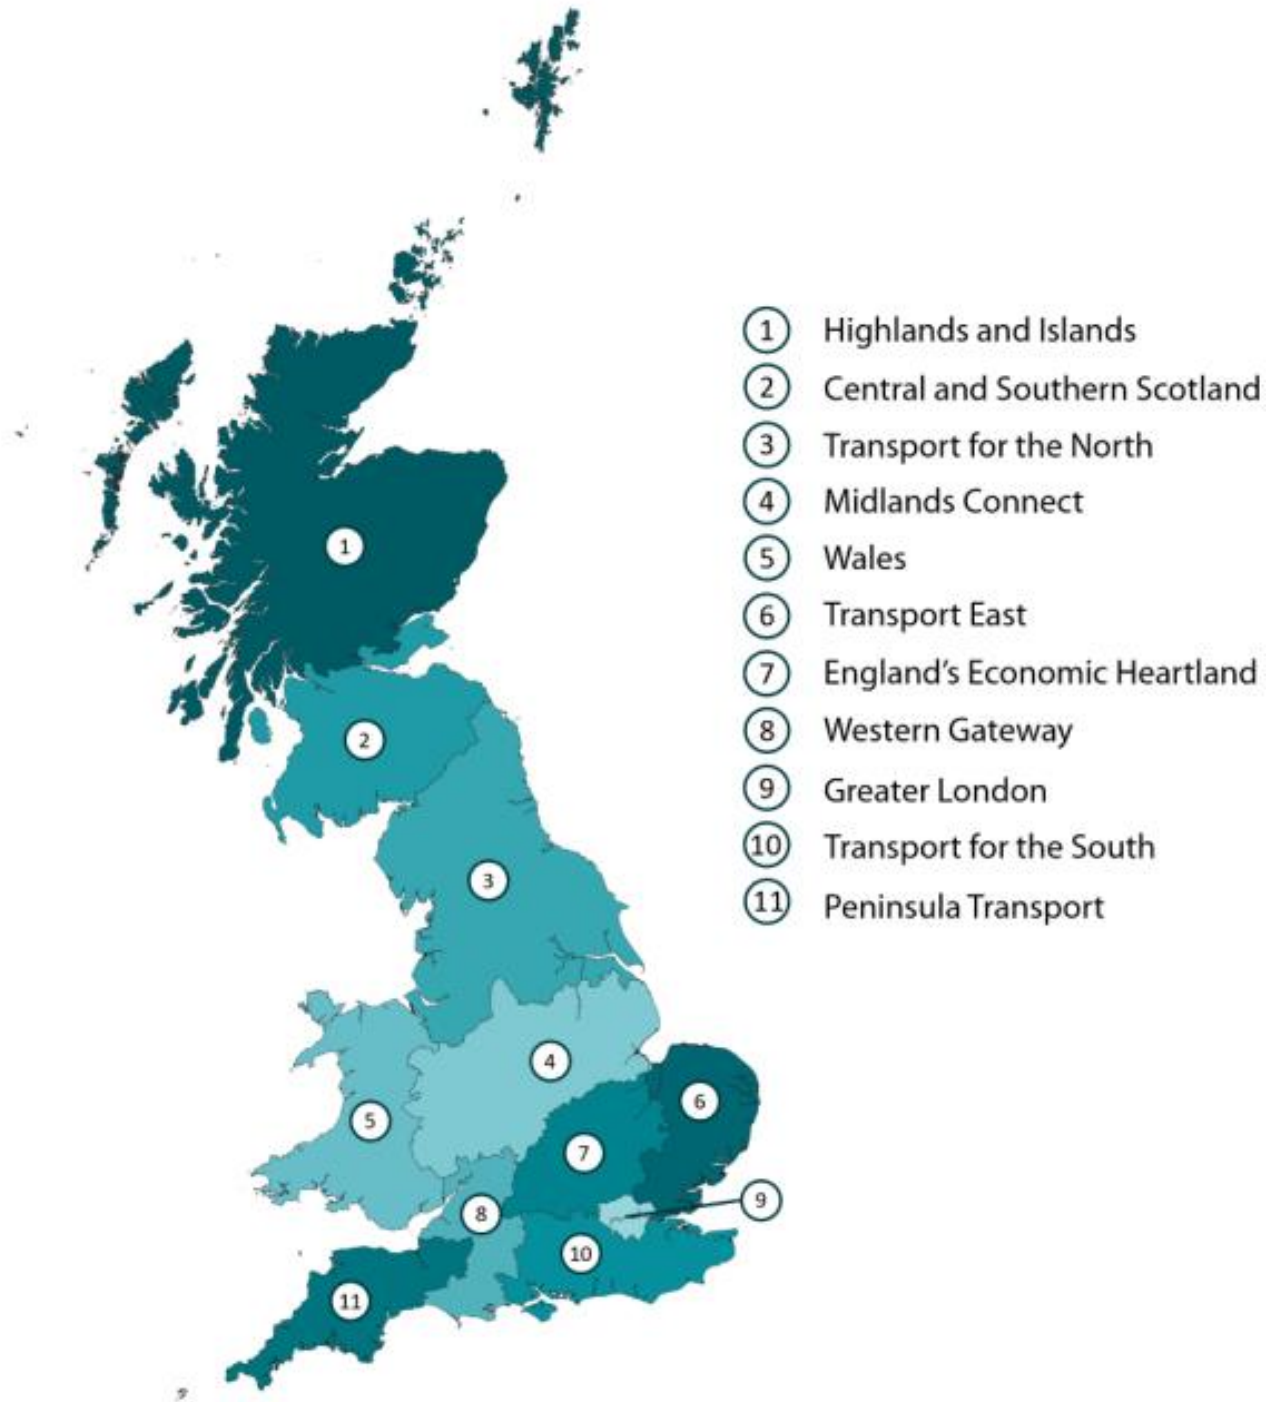 1 Highlands and Islands
2 Central and Southern Scotland
3 Transport for the North
4 Midlands Connect
5 Wales
6 Transport East
7 England’s Economic Heartland
8 Western Gateway
9 Greater London
10 Transport for the South
11 Peninsula Transport
1
2
3
4
5
6
7
8
9
10
11